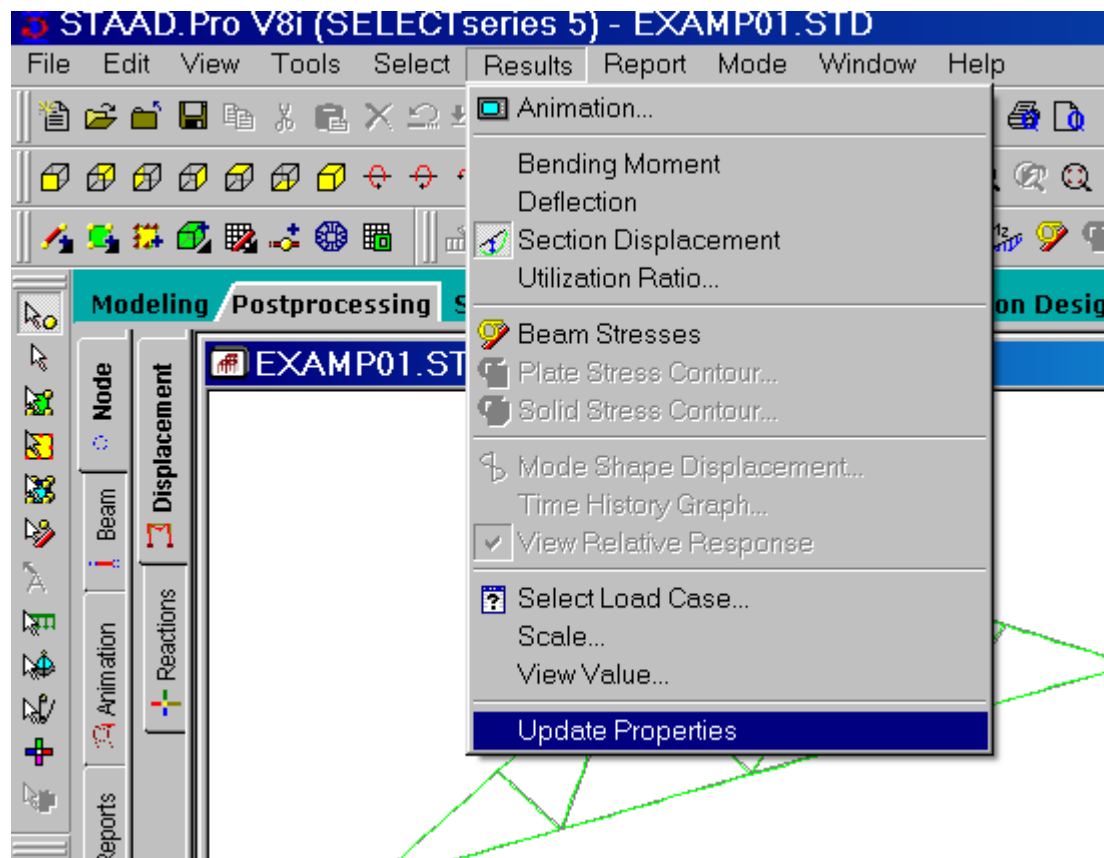 STAAD.Pro V8i (SELECTseries 5) - EXAMP01.STD
File Edit View Tools Select Results Report Mode Window Help
Animation...
Bending Moment
Deflection
Section Displacement
Utilization Ratio...
Beam Stresses
Plate Stress Contour...
Solid Stress Contour...
Mode Shape Displacement...
Time History Graph...
View Relative Response
Select Load Case...
Scale...
View Value...
Update Properties
Modeling Postprocessing S
on Desig
EXAMP01.ST
Node
Beam
Animation
Reports
Displacement
Reactions